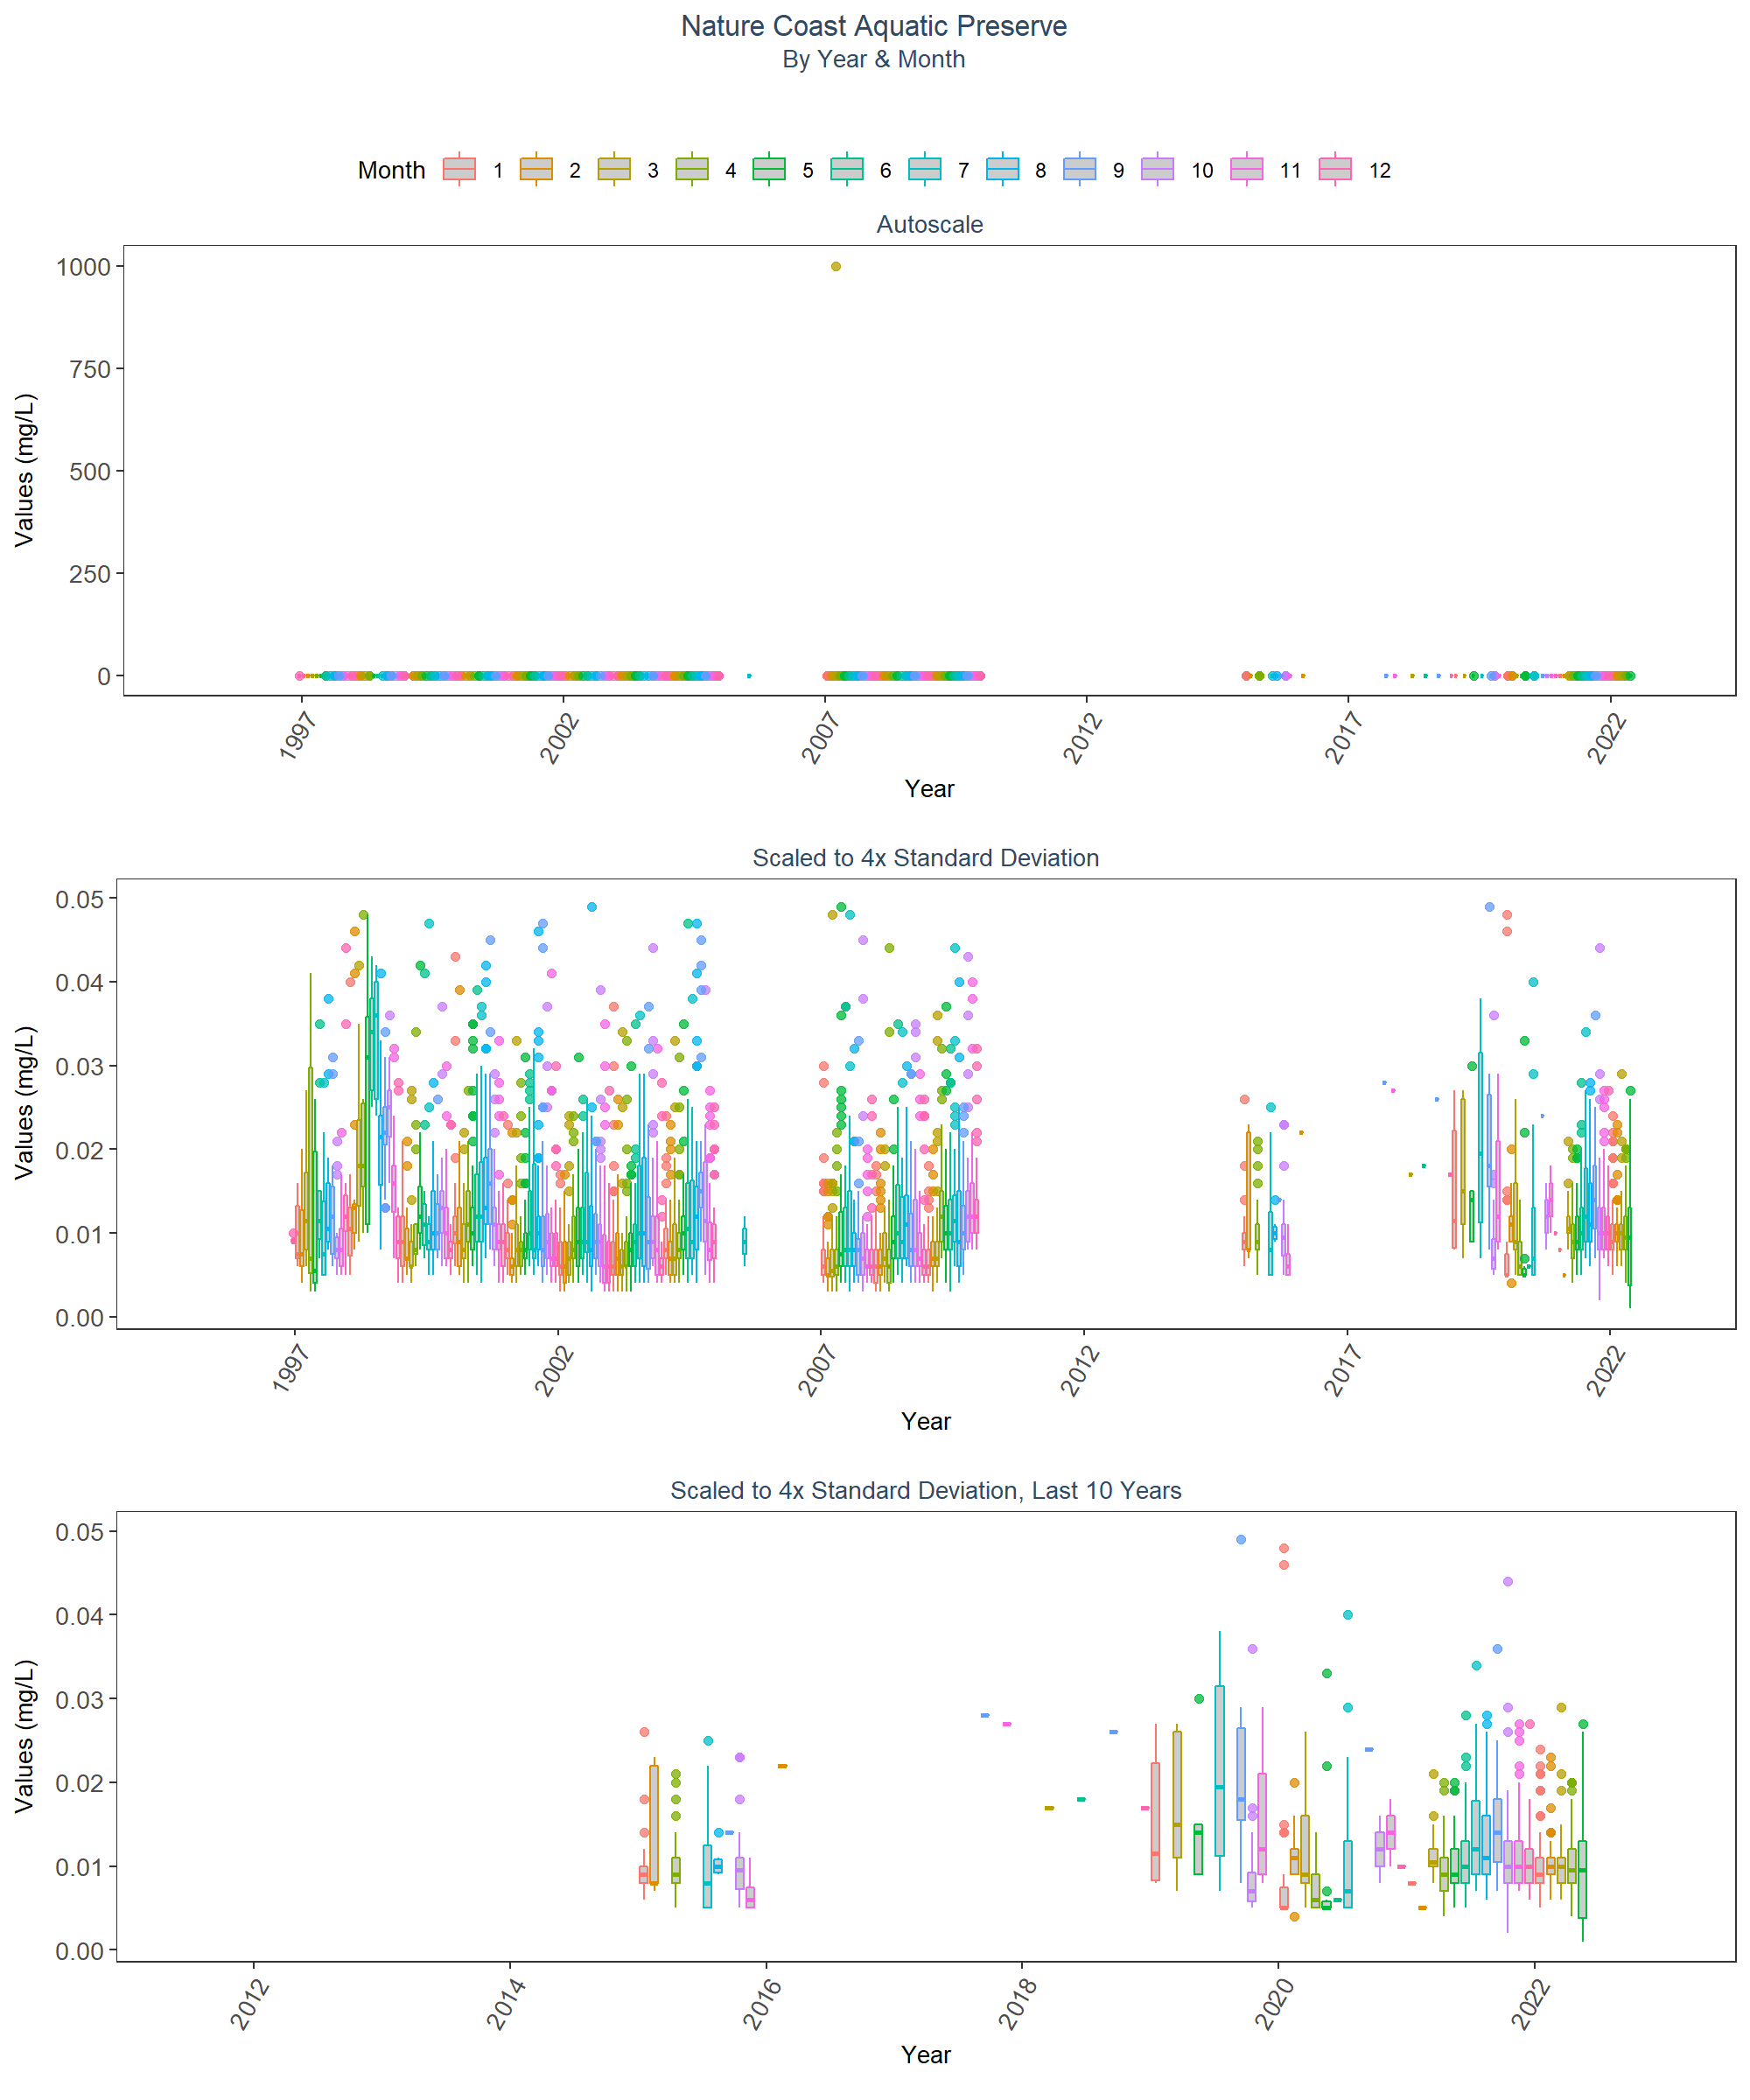 Nature Coast Aquatic Preserve
By Year & Month
Month 1 2 3 4 5 6 7 8 9 10 11 12
Autoscale
1000
750
500
250
0
Values (mg/L)
1997 2002 2007 2012 2017 2022
Year
Scaled to 4x Standard Deviation
0.05
0.04
0.03
0.02
0.01
0.00
Values (mg/L)
1997 2002 2007 2012 2017 2022
Year
Scaled to 4x Standard Deviation, Last 10 Years
0.05
0.04
0.03
0.02
0.01
0.00
Values (mg/L)
2012 2014 2016 2018 2020 2022
Year